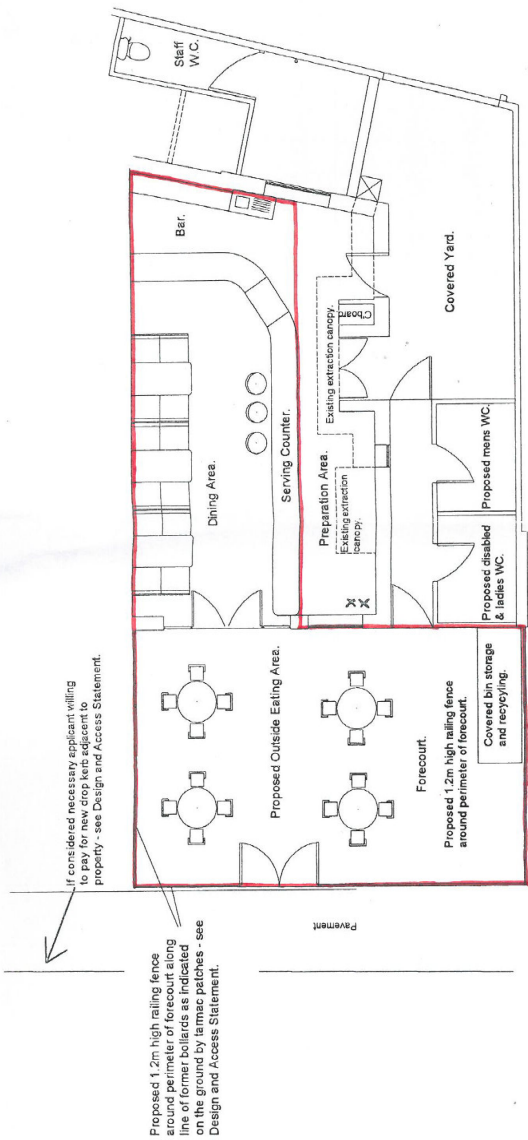 If considered necessary applicant willing
to pay for new drop kerb adjacent to
property - see Design and Access Statement.
Proposed 1.2m high railing fence
around perimeter of forecourt along
line of former bollards as indicated
on the ground by tarmac patches - see
Design and Access Statement.
Pavement
Proposed Outside Eating Area.
Forecourt.
Proposed 1.2m high railing fence
around perimeter of forecourt.
Covered bin storage
and recycyling.
Dining Area.
Serving Counter.
Bar.
Preparation Area.
Existing extraction
canopy.
Existing extraction canopy.
C'board
Proposed disabled
& ladies WC.
Proposed mens WC.
Covered Yard.
Staff
W.C.